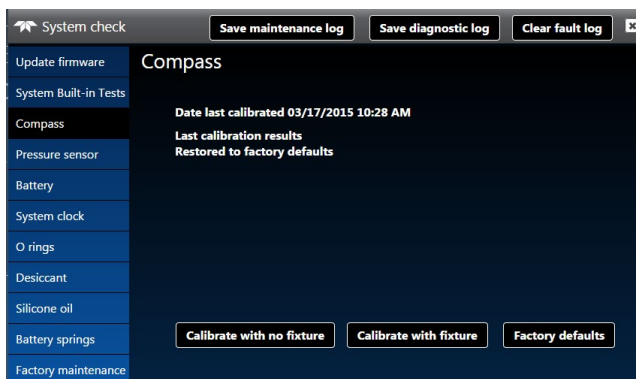 System check
Save maintenance log
Save diagnostic log
Clear fault log
Update firmware
System Built-in Tests
Compass
Pressure sensor
Battery
System clock
O rings
Desiccant
Silicone oil
Battery springs
Factory maintenance
Compass
Date last calibrated 03/17/2015 10:28 AM
Last calibration results
Restored to factory defaults
Calibrate with no fixture
Calibrate with fixture
Factory defaults